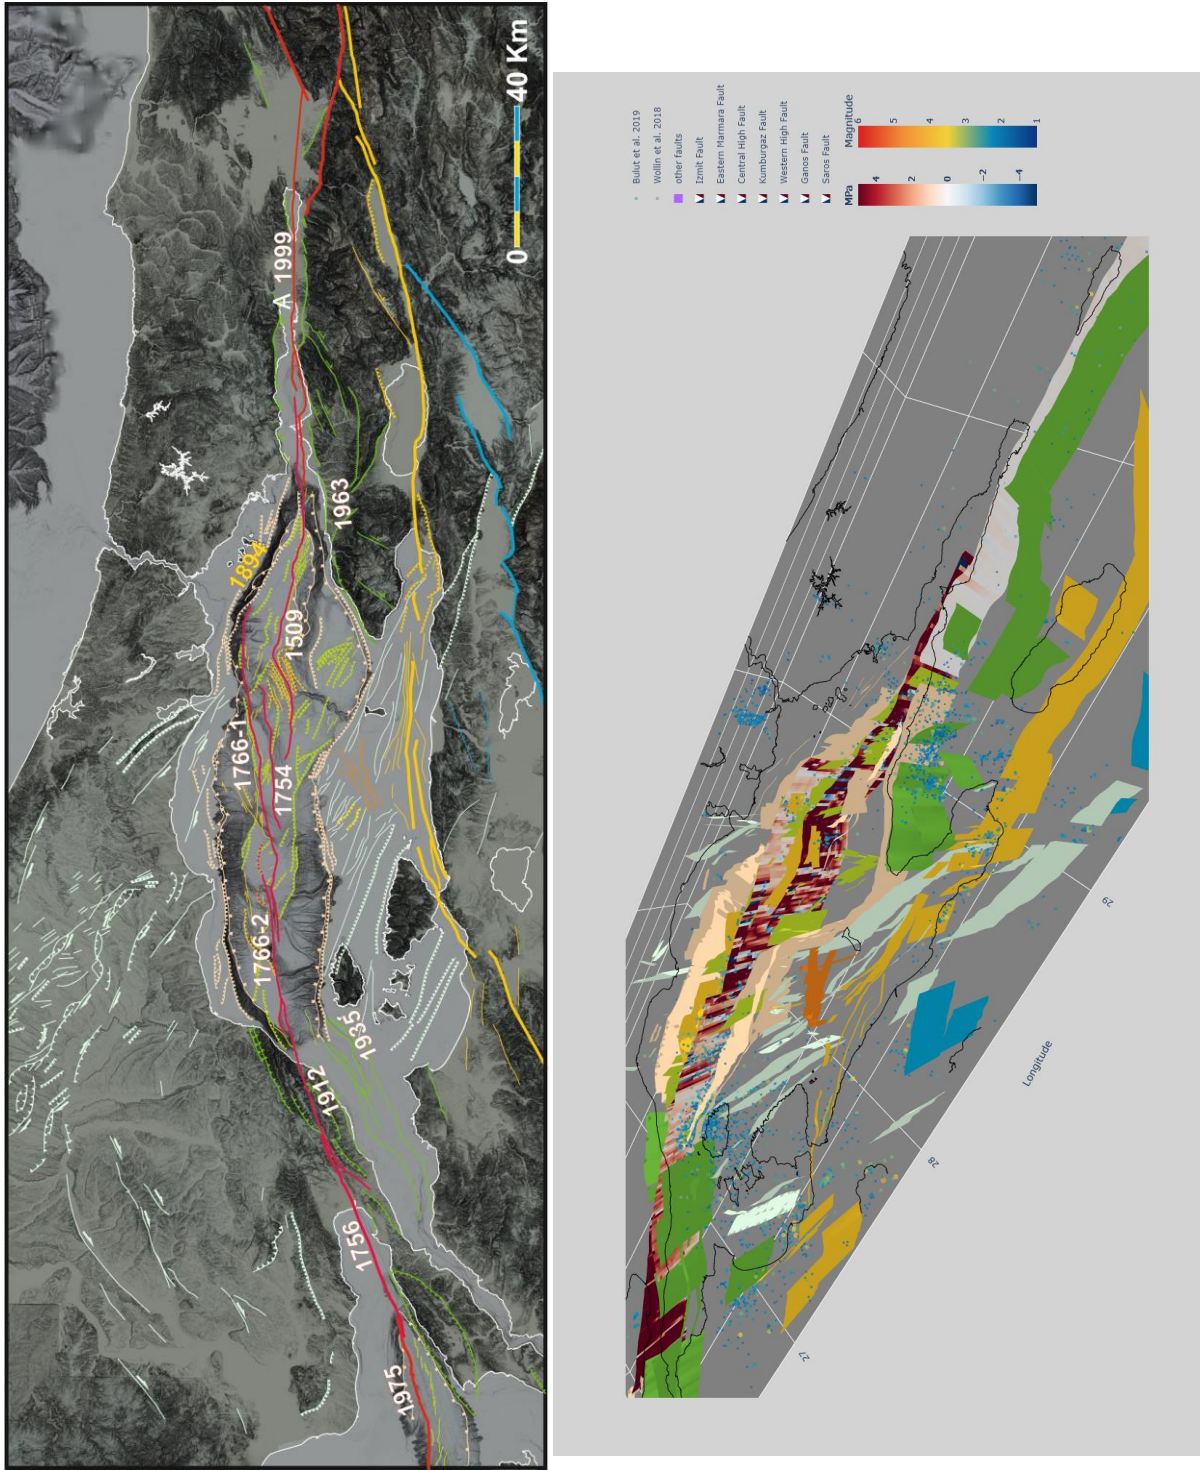 0 40 Km
A 1999
1963
1894
1509
1766-1
1754
1766-2
1935
1912
1756
1975
Bulut et al. 2019
Wollin et al. 2018
other faults
Izmit Fault
Eastern Marmara Fault
Central High Fault
Kumburgaz Fault
Western High Fault
Ganos Fault
Saros Fault
MPa
4
2
0
−2
−4
Magnitude
6
5
4
3
2
1
Longitude
27
28
29